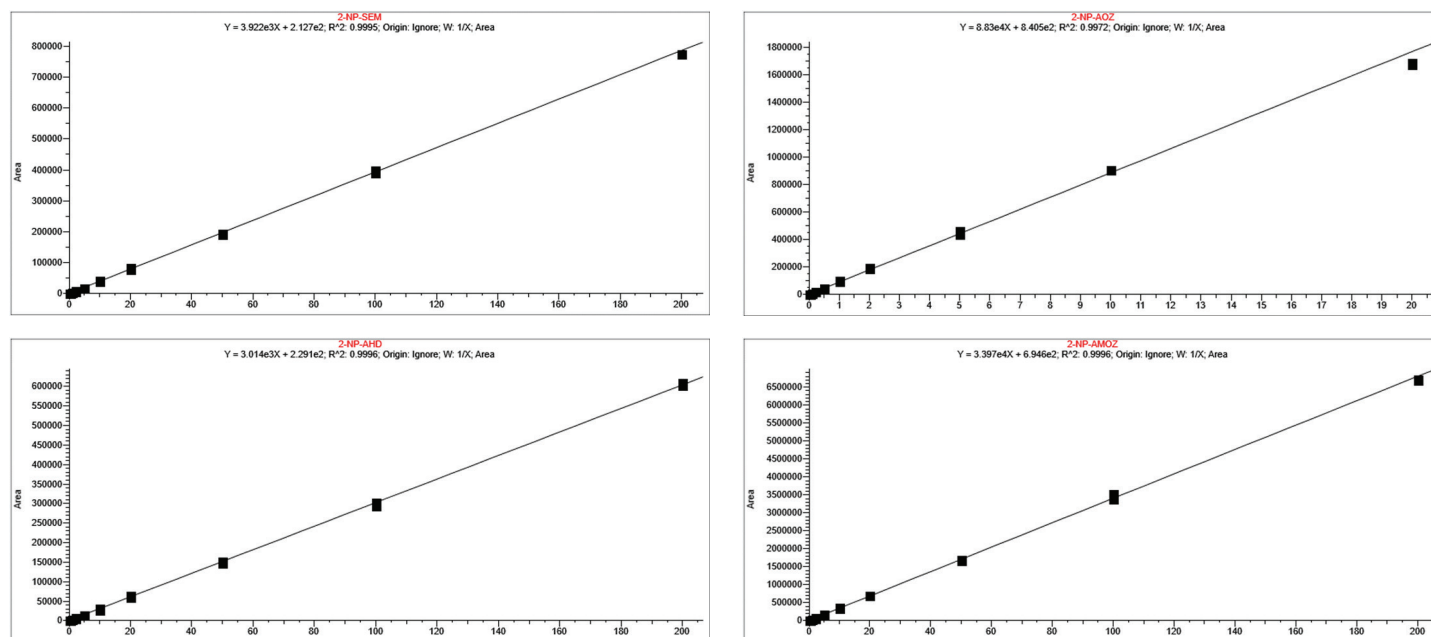 2-NP-SEM
Y = 3.922e3X + 2.127e2; R^2: 0.9995; Origin: Ignore; W: 1/X; Area
800000
700000
600000
500000
400000
300000
200000
100000
0
Area
0 20 40 60 80 100 120 140 160 180 200
2-NP-AOZ
Y = 8.83e4X + 8.405e2; R^2: 0.9972; Origin: Ignore; W: 1/X; Area
1800000
1600000
1400000
1200000
1000000
800000
600000
400000
200000
0
Area
0 1 2 3 4 5 6 7 8 9 10 11 12 13 14 15 16 17 18 19 20
2-NP-AHD
Y = 3.014e3X + 2.291e2; R^2: 0.9996; Origin: Ignore; W: 1/X; Area
600000
550000
500000
450000
400000
350000
300000
250000
200000
150000
100000
50000
0
Area
0 20 40 60 80 100 120 140 160 180 200
2-NP-AMOZ
Y = 3.397e4X + 6.946e2; R^2: 0.9996; Origin: Ignore; W: 1/X; Area
6500000
6000000
5500000
5000000
4500000
4000000
3500000
3000000
2500000
2000000
1500000
1000000
500000
0
Area
0 20 40 60 80 100 120 140 160 180 200